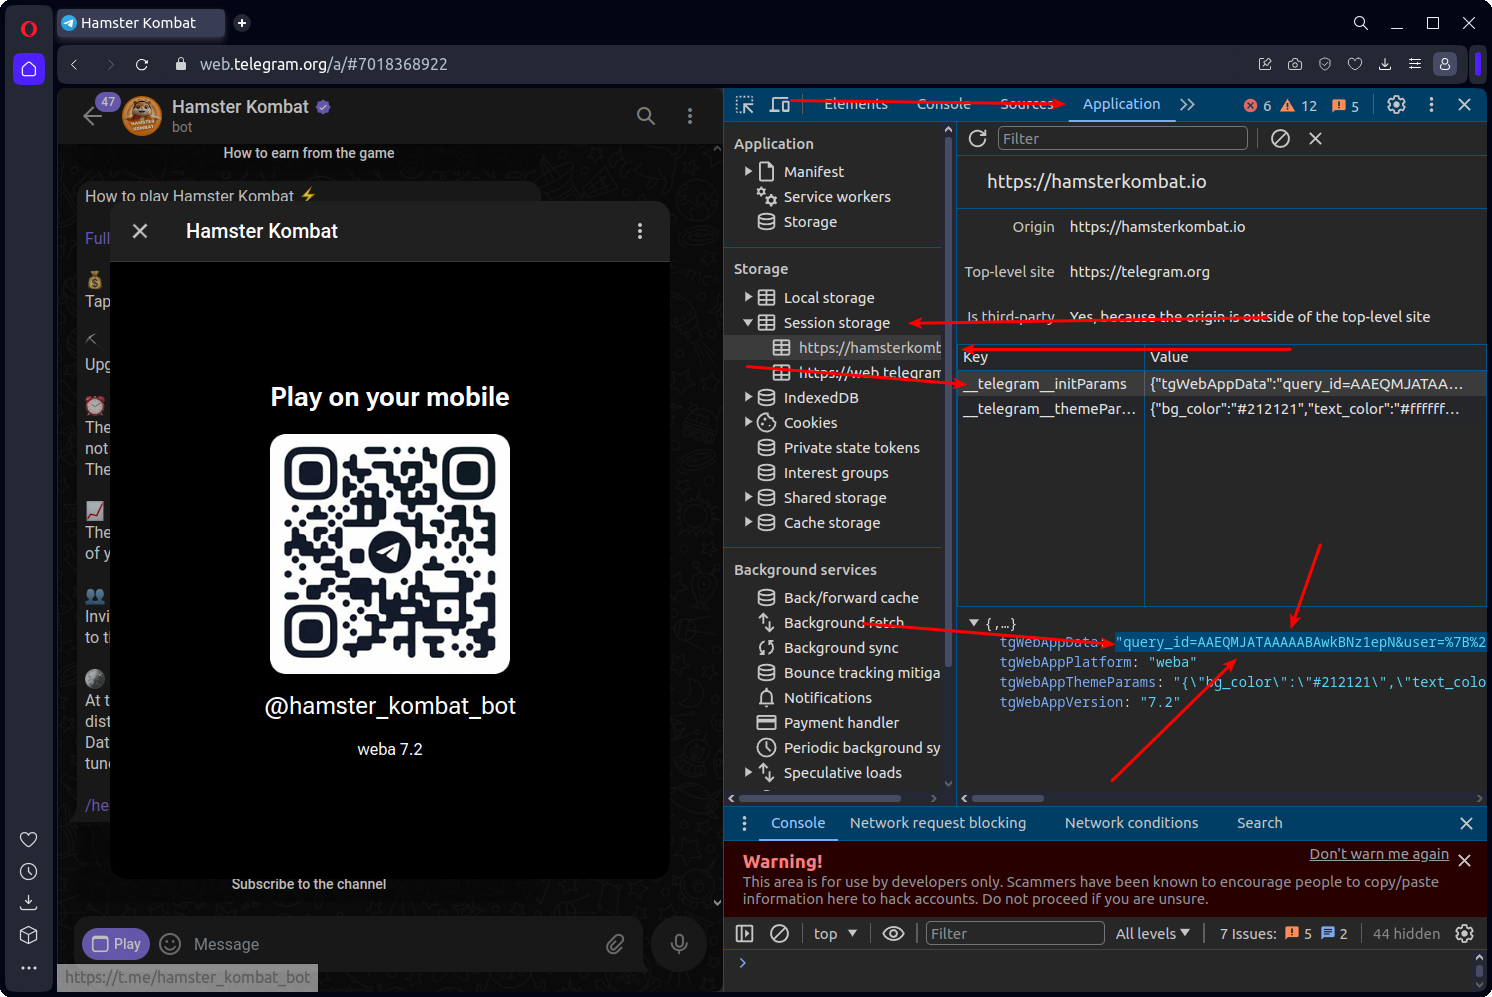 Hamster Kombat
web.telegram.org/a/#7018368922
47
Hamster Kombat
bot
How to earn from the game
How to play Hamster Kombat ⚡
Full
Tap
Upg
The
not
The
The
of y
Invi
to th
At t
dist
Dat
tune
/he
Hamster Kombat
Play on your mobile
@hamster_kombat_bot
weba 7.2
Subscribe to the channel
Play
Message
https://t.me/hamster_kombat_bot
Elements
Console
Sources
Application
6
12
5
Application
Manifest
Service workers
Storage
Storage
Local storage
Session storage
https://hamsterkomb
https://web.telegram
IndexedDB
Cookies
Private state tokens
Interest groups
Shared storage
Cache storage
Background services
Back/forward cache
Background fetch
Background sync
Bounce tracking mitiga
Notifications
Payment handler
Periodic background sy
Speculative loads
Filter
https://hamsterkombat.io
Origin https://hamsterkombat.io
Top-level site https://telegram.org
Is third-party Yes, because the origin is outside of the top-level site
Key Value
__telegram__initParams {"tgWebAppData":"query_id=AAEQMJATAA…
__telegram__themePar… {"bg_color":"#212121","text_color":"#ffffff…
{,…}
tgWebAppData: "query_id=AAEQMJATAAAAABAwkBNz1epN&user=%7B%2
tgWebAppPlatform: "weba"
tgWebAppThemeParams: "{\"bg_color\":\"#212121\",\"text_colo
tgWebAppVersion: "7.2"
Console
Network request blocking
Network conditions
Search
Warning!
Don't warn me again
This area is for use by developers only. Scammers have been known to encourage people to copy/paste
information here to hack accounts. Do not proceed if you are unsure.
top
Filter
All levels
7 Issues: 5 2
44 hidden